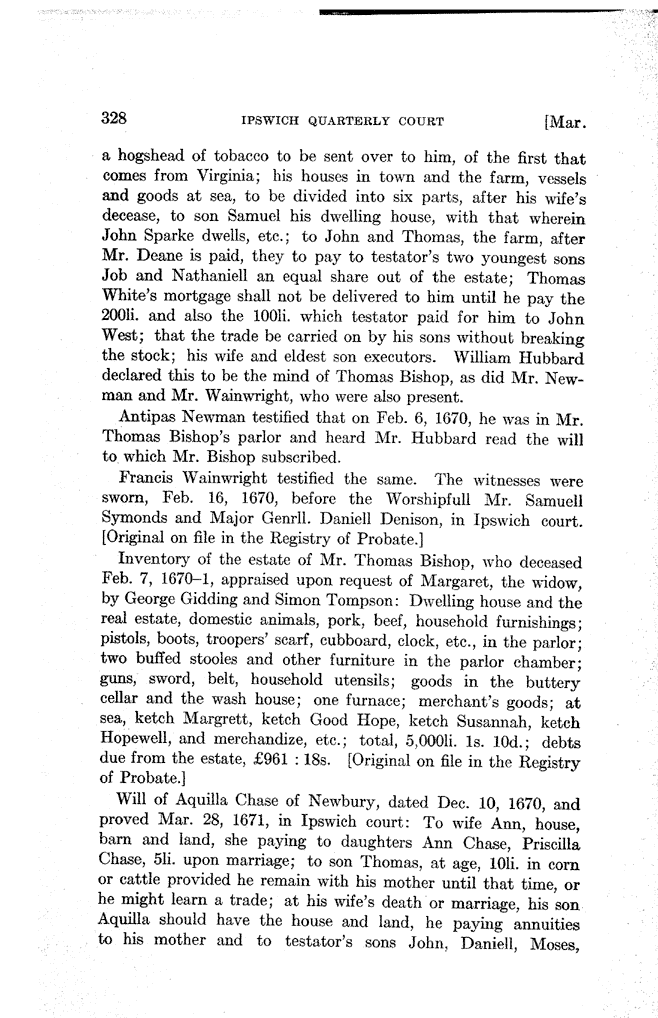 328 IPSWICH QUARTERLY COURT [Mar.
a hogshead of tobacco to be sent over to him, of the first that
comes from Virginia; his houses in town and the farm, vessels
and goods at sea, to be divided into six parts, after his wife's
decease, to son Samuel his dwelling house, with that wherein
John Sparke dwells, etc.; to John and Thomas, the farm, after
Mr. Deane is paid, they to pay to testator's two youngest sons
Job and Nathaniell an equal share out of the estate; Thomas
White's mortgage shall not be delivered to him until he pay the
200li. and also the 100li. which testator paid for him to John
West; that the trade be carried on by his sons without breaking
the stock; his wife and eldest son executors. William Hubbard
declared this to be the mind of Thomas Bishop, as did Mr. New-
man and Mr. Wainwright, who were also present.
Antipas Newman testified that on Feb. 6, 1670, he was in Mr.
Thomas Bishop's parlor and heard Mr. Hubbard read the will
to which Mr. Bishop subscribed.
Francis Wainwright testified the same. The witnesses were
sworn, Feb. 16, 1670, before the Worshipfull Mr. Samuell
Symonds and Major Genrll. Daniell Denison, in Ipswich court.
[Original on file in the Registry of Probate.]
Inventory of the estate of Mr. Thomas Bishop, who deceased
Feb. 7, 1670-1, appraised upon request of Margaret, the widow,
by George Gidding and Simon Tompson: Dwelling house and the
real estate, domestic animals, pork, beef, household furnishings;
pistols, boots, troopers' scarf, cubboard, clock, etc., in the parlor;
two buffed stooles and other furniture in the parlor chamber;
guns, sword, belt, household utensils; goods in the buttery
cellar and the wash house; one furnace; merchant's goods; at
sea, ketch Margrett, ketch Good Hope, ketch Susannah, ketch
Hopewell, and merchandize, etc.; total, 5,000li. 1s. 10d.; debts
due from the estate, £961 : 18s. [Original on file in the Registry
of Probate.]
Will of Aquilla Chase of Newbury, dated Dec. 10, 1670, and
proved Mar. 28, 1671, in Ipswich court: To wife Ann, house,
barn and land, she paying to daughters Ann Chase, Priscilla
Chase, 5li. upon marriage; to son Thomas, at age, 10li. in corn
or cattle provided he remain with his mother until that time, or
he might learn a trade; at his wife's death or marriage, his son
Aquilla should have the house and land, he paying annuities
to his mother and to testator's sons John, Daniell, Moses,